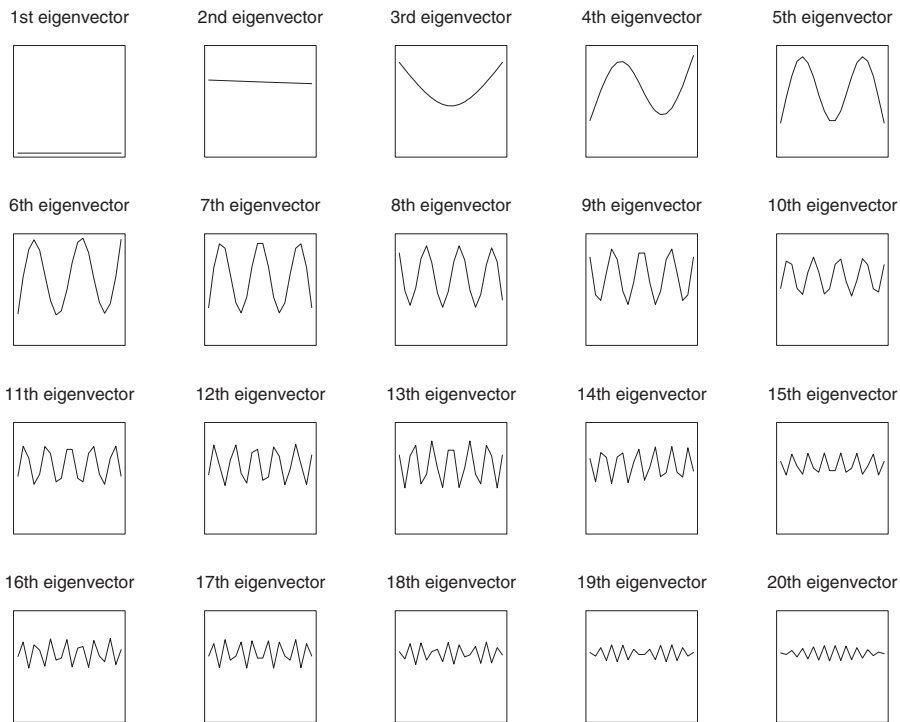 1st eigenvector 2nd eigenvector 3rd eigenvector 4th eigenvector 5th eigenvector
6th eigenvector 7th eigenvector 8th eigenvector 9th eigenvector 10th eigenvector
11th eigenvector 12th eigenvector 13th eigenvector 14th eigenvector 15th eigenvector
16th eigenvector 17th eigenvector 18th eigenvector 19th eigenvector 20th eigenvector